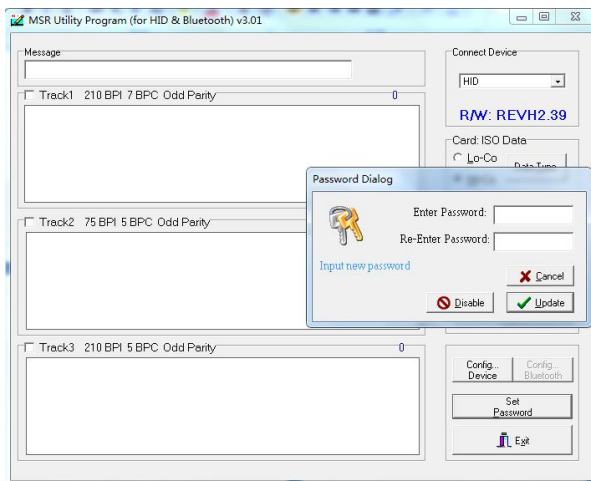 MSR Utility Program (for HID & Bluetooth) v3.01
Message
Connect Device
HID
R/W: REVH2.39
Track1 210 BPI 7 BPC Odd Parity 0
Card: ISO Data
Lo-Co
Data Type
Password Dialog
Enter Password:
Re-Enter Password:
Input new password
Cancel
Disable
Update
Track2 75 BPI 5 BPC Odd Parity
Track3 210 BPI 5 BPC Odd Parity 0
Config...
Device
Config...
Bluetooth
Set
Password
Exit